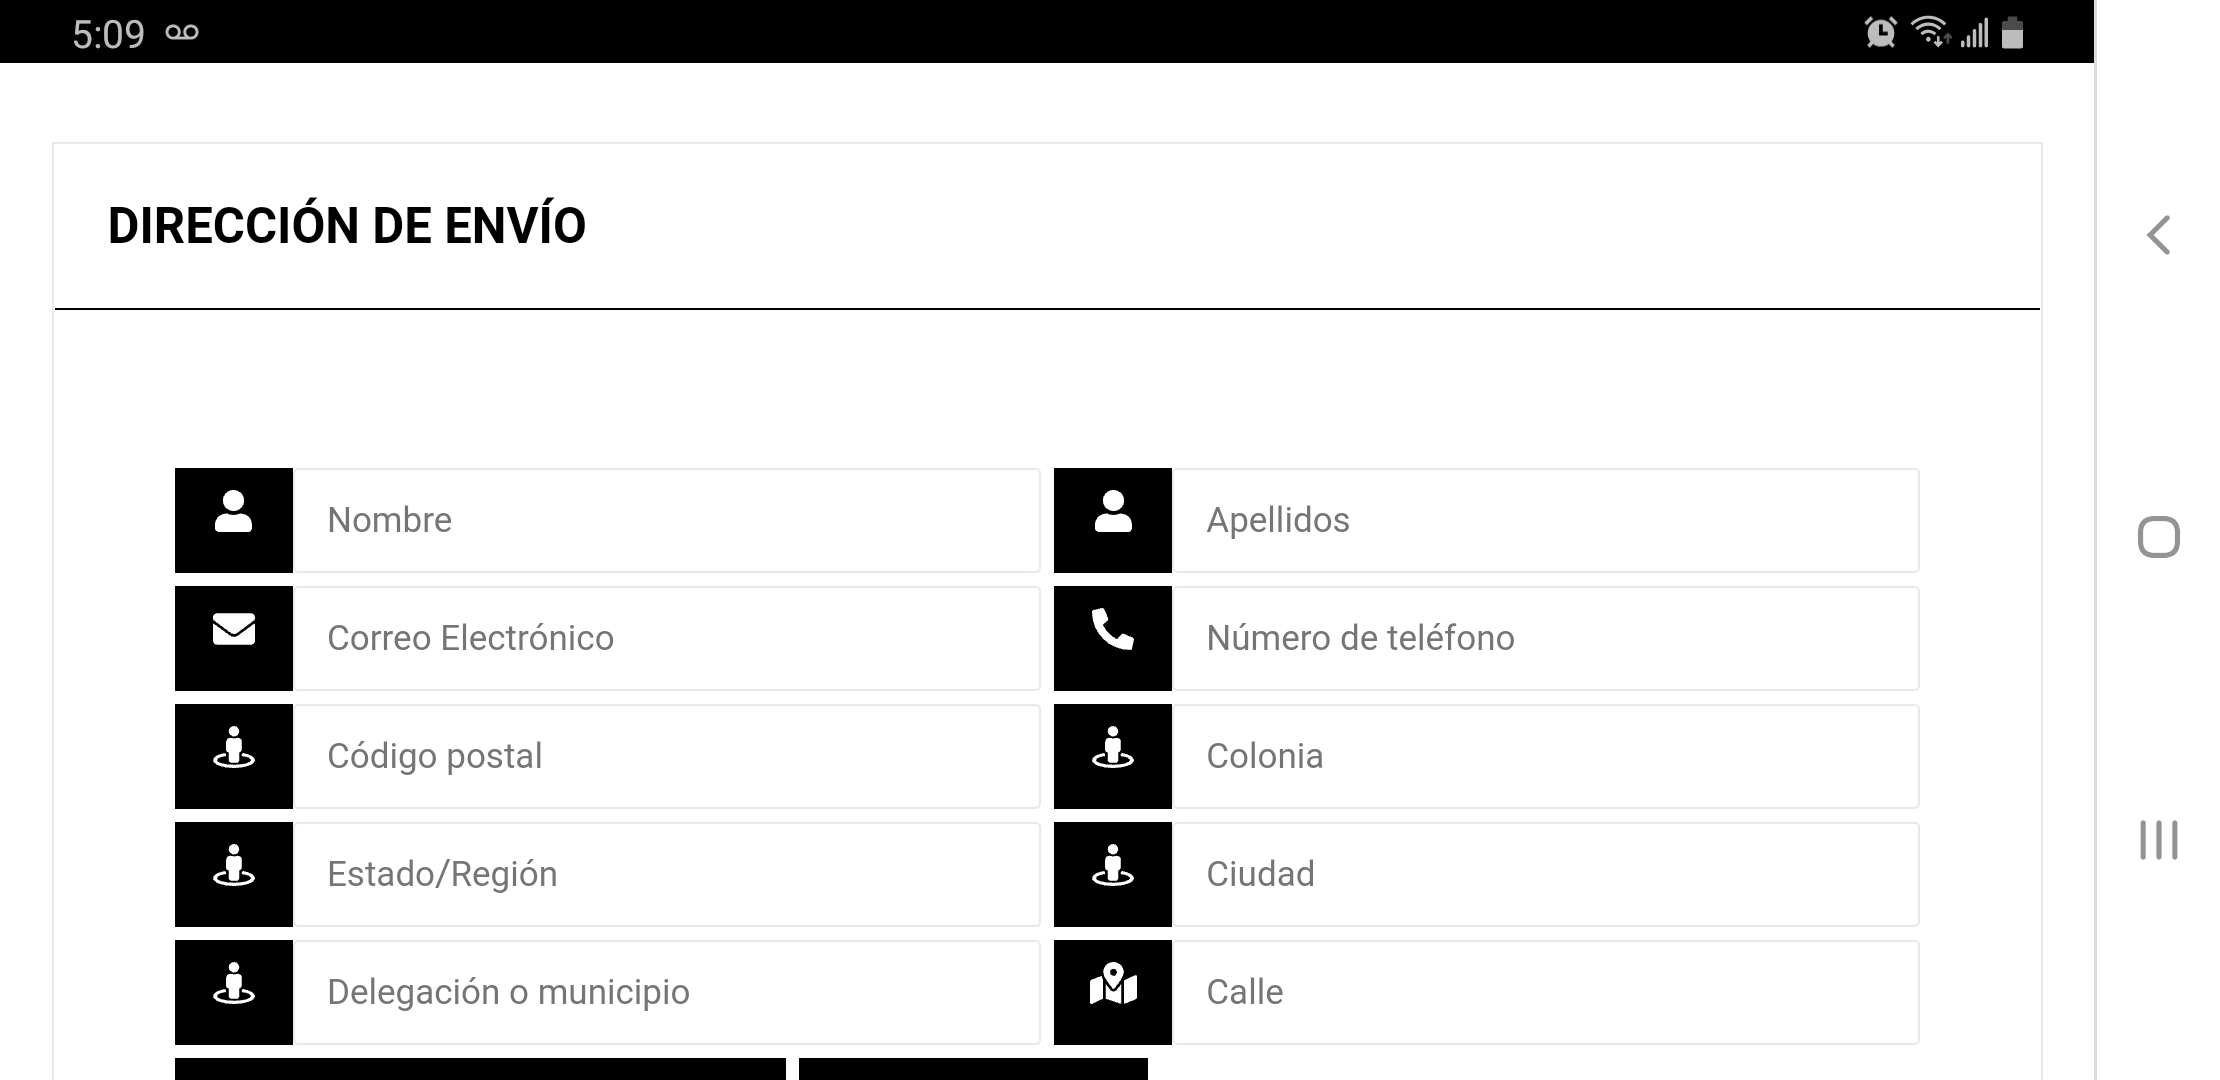 5:09
DIRECCIÓN DE ENVÍO
Nombre
Apellidos
Correo Electrónico
Número de teléfono
Código postal
Colonia
Estado/Región
Ciudad
Delegación o municipio
Calle